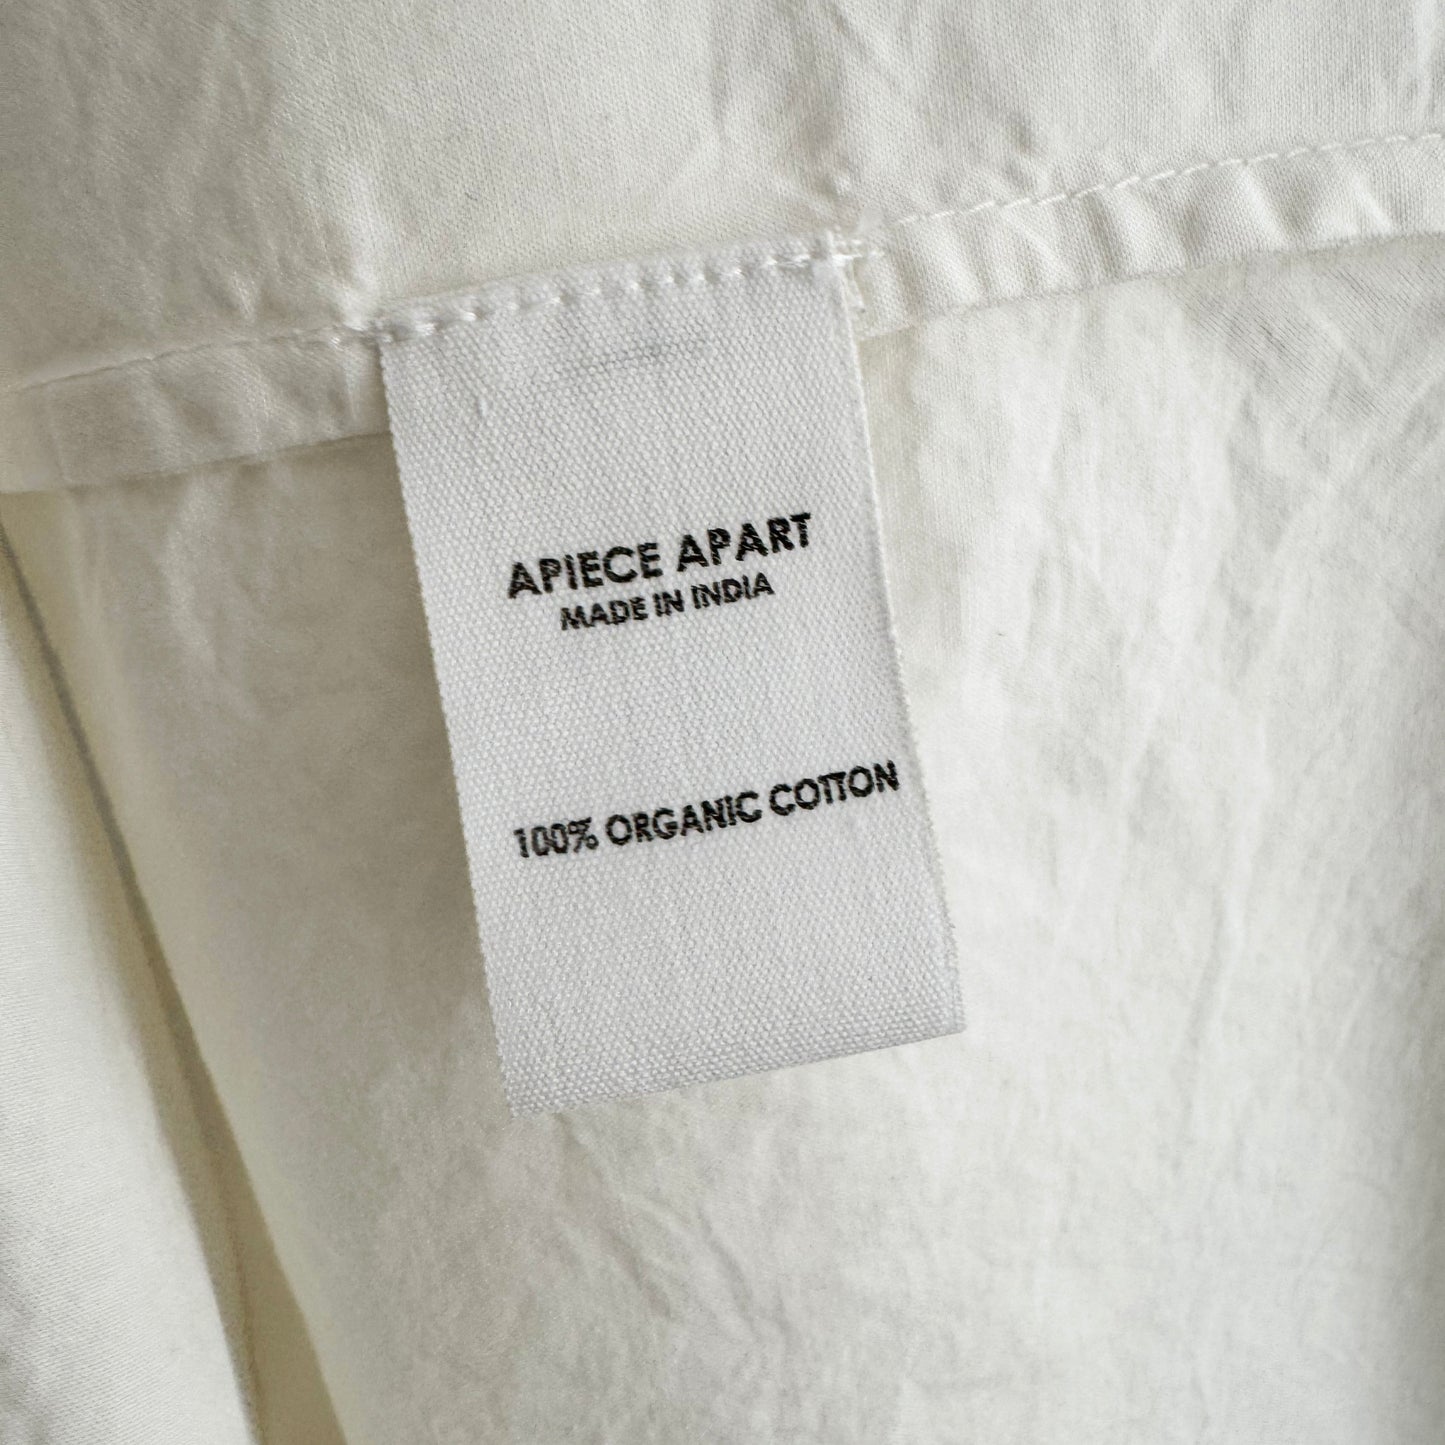 APIECE APART
MADE IN INDIA
100% ORGANIC COTTON